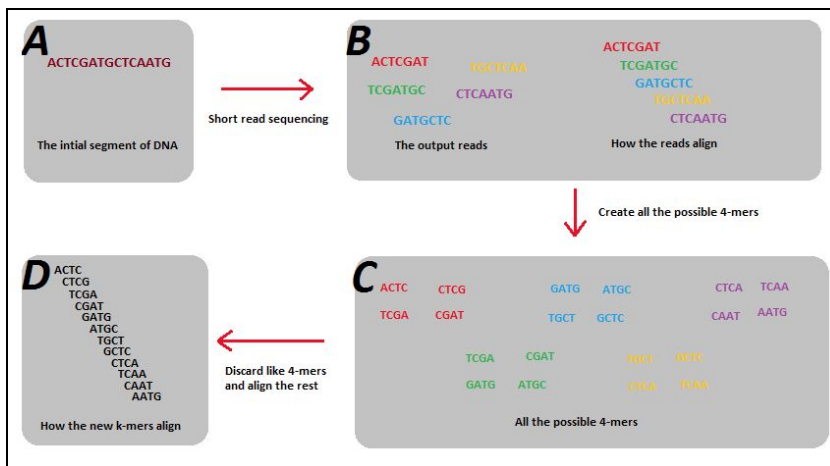 A
ACTCGATGCTCAATG
The intial segment of DNA
Short read sequencing
B
ACTCGAT
TGCTCAA
TCGATGC
CTCAATG
GATGCTC
The output reads
ACTCGAT
TCGATGC
GATGCTC
TGCTCAA
CTCAATG
How the reads align
Create all the possible 4-mers
C
ACTC CTCG
TCGA CGAT
GATG ATGC
TGCT GCTC
CTCA TCAA
CAAT AATG
TCGA CGAT
GATG ATGC
TGCT GCTC
CTCA TCAA
All the possible 4-mers
Discard like 4-mers
and align the rest
D
ACTC
CTCG
TCGA
CGAT
GATG
ATGC
TGCT
GCTC
CTCA
TCAA
CAAT
AATG
How the new k-mers align